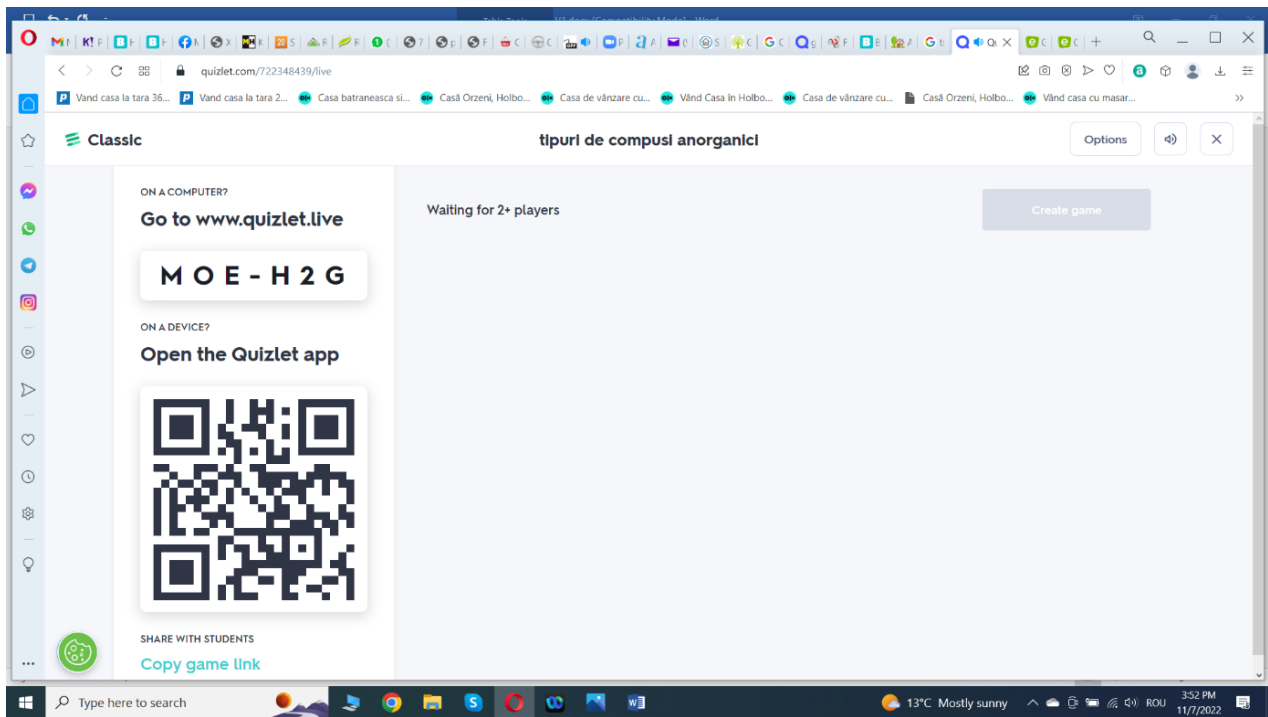 quizlet.com/722348439/live
Vand casa la tara 36... Vand casa la tara 2... Casa batraneasca si... Casă Orzeni, Holbo... Casa de vânzare cu... Vând Casa în Holbo... Casa de vânzare cu... Casă Orzeni, Holbo... Vând casa cu masar...
Classic
tipuri de compusi anorganici
Options
ON A COMPUTER?
Go to www.quizlet.live
MOE-H2G
ON A DEVICE?
Open the Quizlet app
SHARE WITH STUDENTS
Copy game link
Waiting for 2+ players
Create game
Type here to search
13°C Mostly sunny
ROU
3:52 PM
11/7/2022